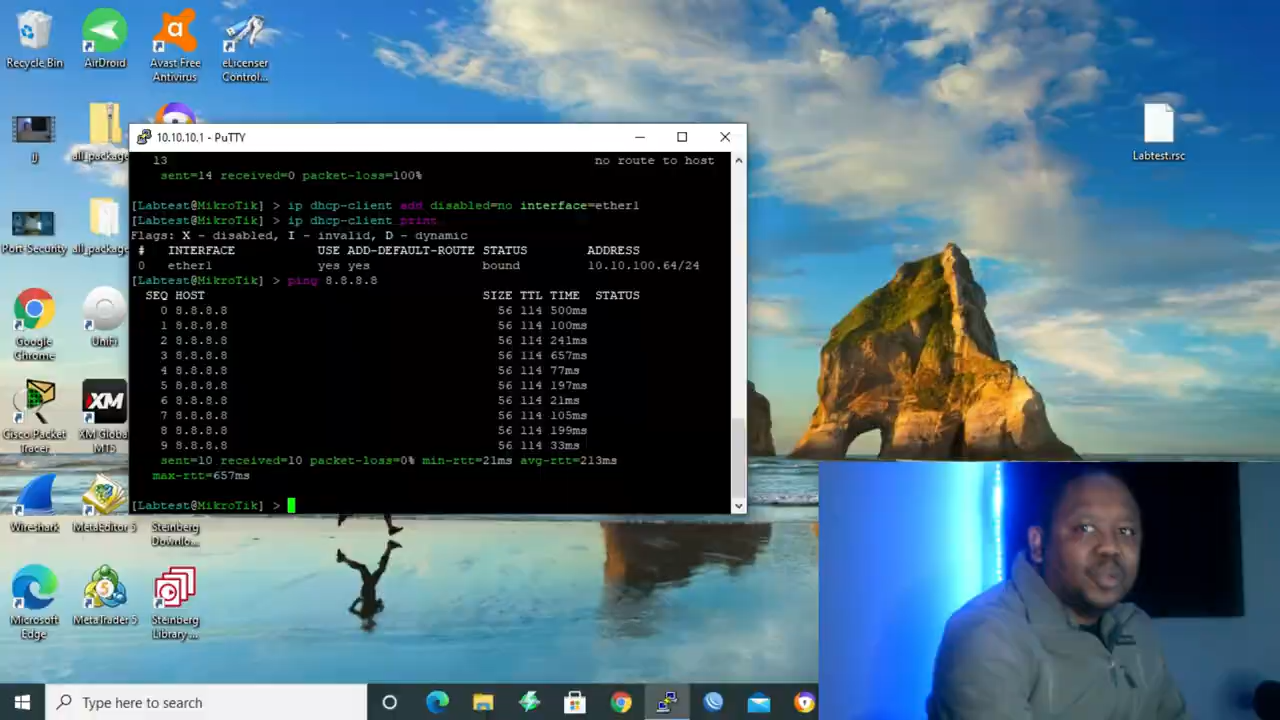 Recycle Bin
AirDroid
Avast Free
Antivirus
eLicenser
Control...
jj
all_package
Port Security
all_package
Google
Chrome
UniFi
Cisco Packet
Tracer
XM
XM Global
MT5
Wireshark
MetaEditor 5
Steinberg
Downlo...
Microsoft
Edge
MetaTrader 5
Steinberg
Library ...
Labtest.rsc
10.10.10.1 - PuTTY
13 no route to host
sent=14 received=0 packet-loss=100%
[Labtest@MikroTik] > ip dhcp-client add disabled=no interface=ether1
[Labtest@MikroTik] > ip dhcp-client print
Flags: X - disabled, I - invalid, D - dynamic
# INTERFACE USE ADD-DEFAULT-ROUTE STATUS ADDRESS
0 ether1 yes yes bound 10.10.100.64/24
[Labtest@MikroTik] > ping 8.8.8.8
SEQ HOST SIZE TTL TIME STATUS
0 8.8.8.8 56 114 500ms
1 8.8.8.8 56 114 100ms
2 8.8.8.8 56 114 241ms
3 8.8.8.8 56 114 657ms
4 8.8.8.8 56 114 77ms
5 8.8.8.8 56 114 197ms
6 8.8.8.8 56 114 21ms
7 8.8.8.8 56 114 105ms
8 8.8.8.8 56 114 199ms
9 8.8.8.8 56 114 33ms
sent=10 received=10 packet-loss=0% min-rtt=21ms avg-rtt=213ms
max-rtt=657ms
[Labtest@MikroTik] >
Type here to search